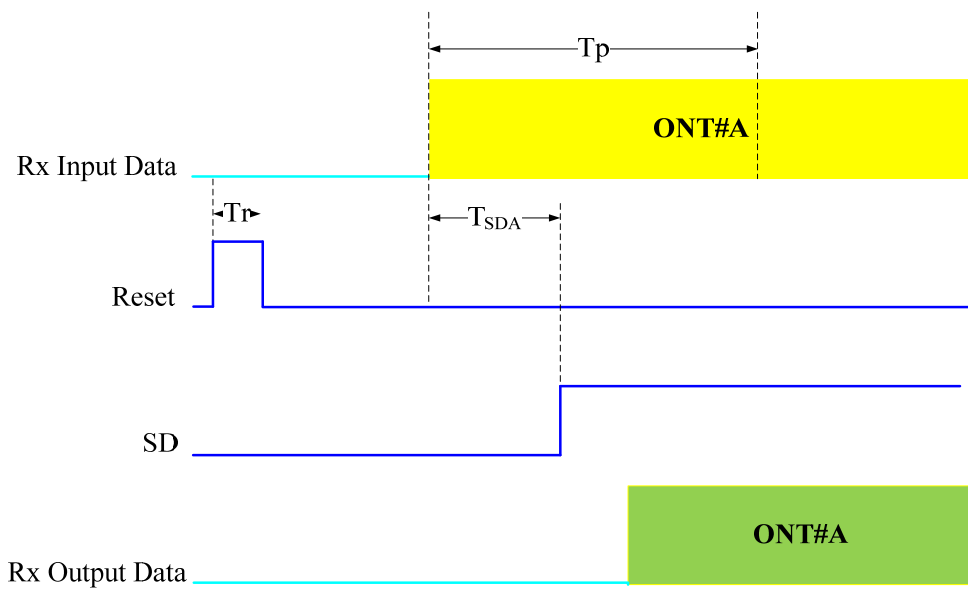 Tp
ONT#A
Rx Input Data
Tr
TSDA
Reset
SD
ONT#A
Rx Output Data